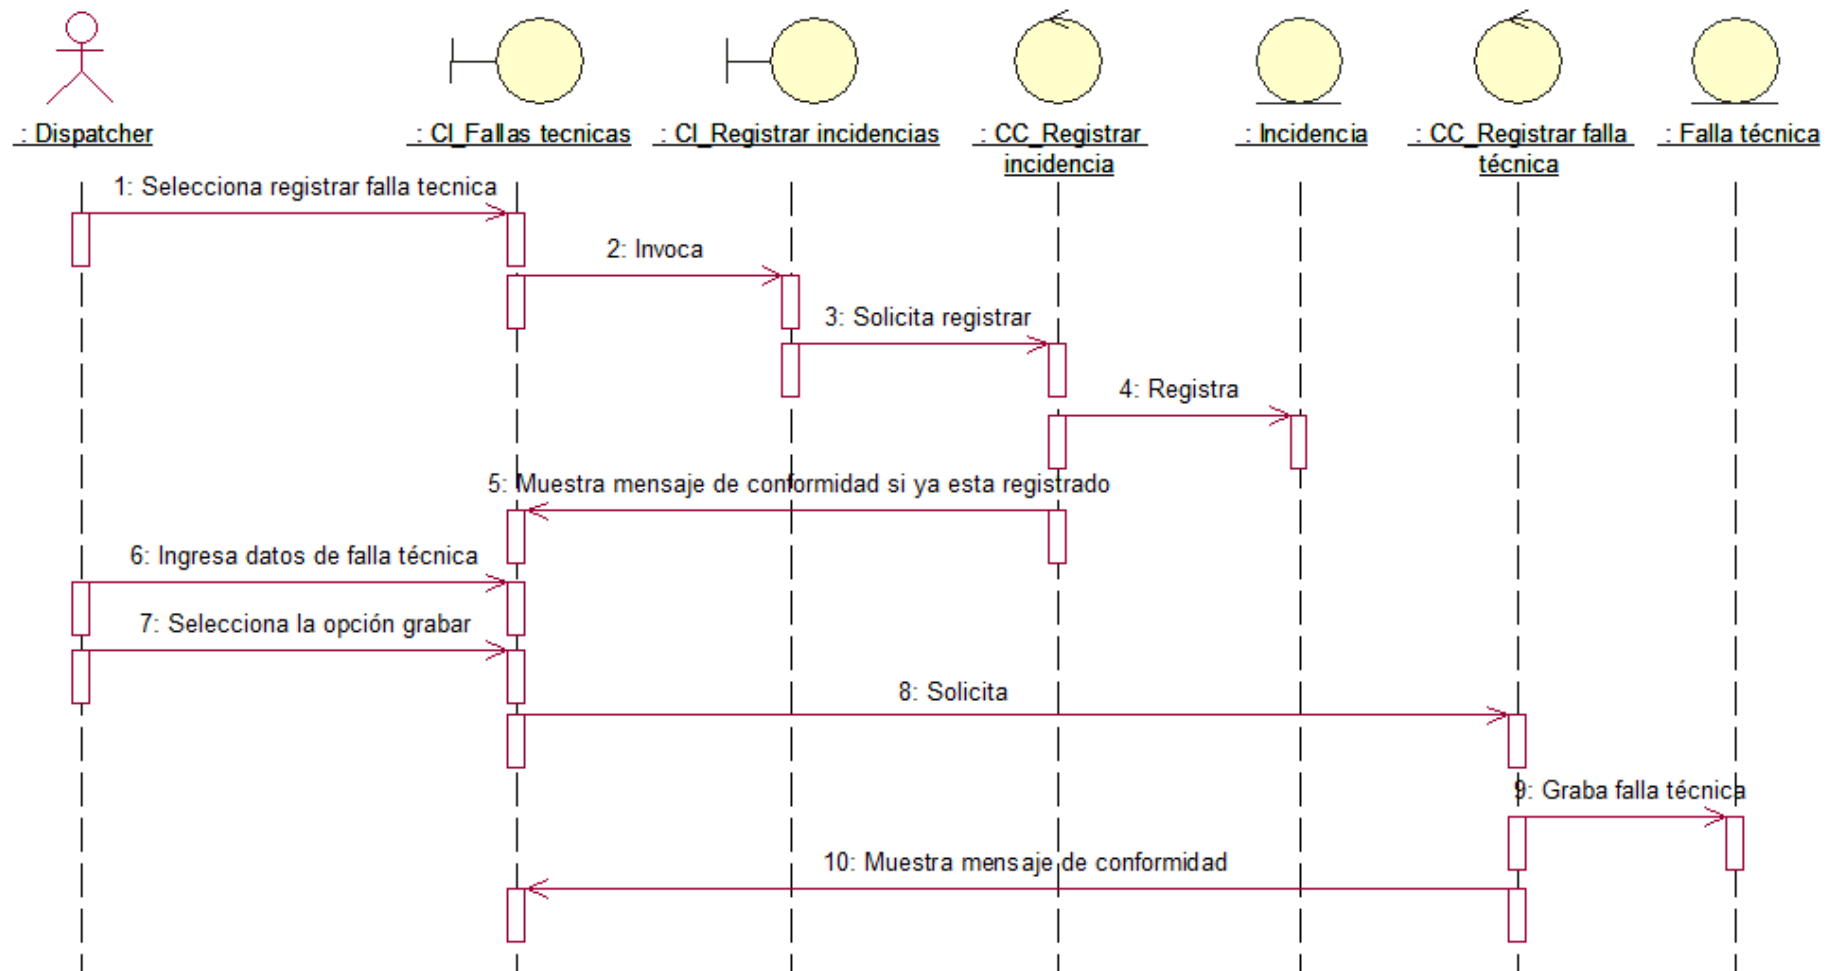 : Dispatcher
: CI_Fallas tecnicas
: CI_Registrar incidencias
: CC_Registrar
incidencia
: Incidencia
: CC_Registrar falla
técnica
: Falla técnica
1: Selecciona registrar falla tecnica
2: Invoca
3: Solicita registrar
4: Registra
5: Muestra mensaje de conformidad si ya esta registrado
6: Ingresa datos de falla técnica
7: Selecciona la opción grabar
8: Solicita
9: Graba falla técnica
10: Muestra mensaje de conformidad